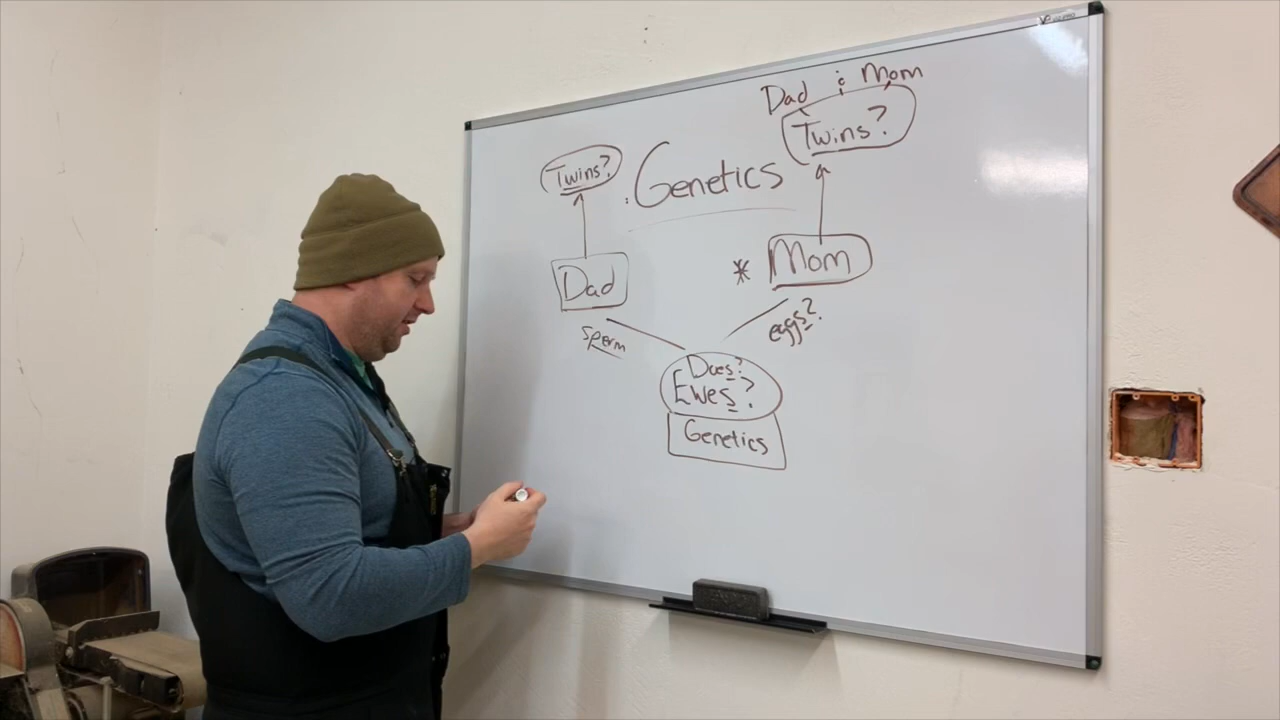 Dad & Mom
Twins?
Twins?
Genetics
Dad
* Mom
sperm
eggs?
Does?
Ewes?
Genetics